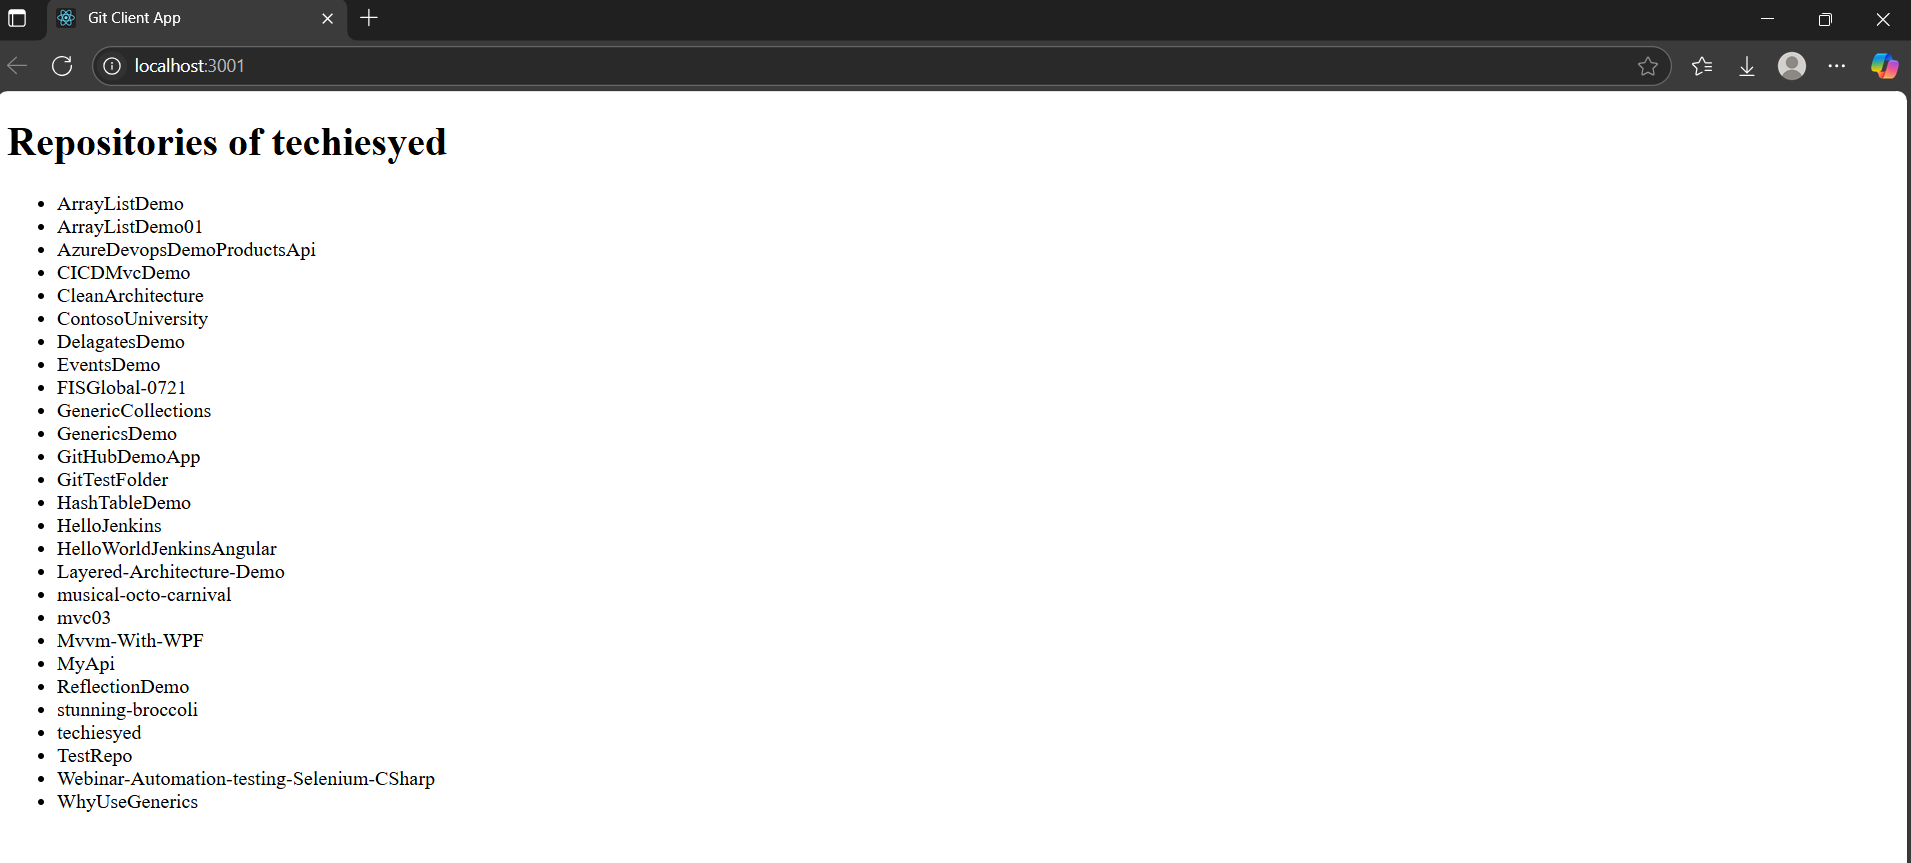 Git Client App
localhost:3001
Repositories of techiesyed
ArrayListDemo
ArrayListDemo01
AzureDevopsDemoProductsApi
CICDMvcDemo
CleanArchitecture
ContosoUniversity
DelagatesDemo
EventsDemo
FISGlobal-0721
GenericCollections
GenericsDemo
GitHubDemoApp
GitTestFolder
HashTableDemo
HelloJenkins
HelloWorldJenkinsAngular
Layered-Architecture-Demo
musical-octo-carnival
mvc03
Mvvm-With-WPF
MyApi
ReflectionDemo
stunning-broccoli
techiesyed
TestRepo
Webinar-Automation-testing-Selenium-CSharp
WhyUseGenerics